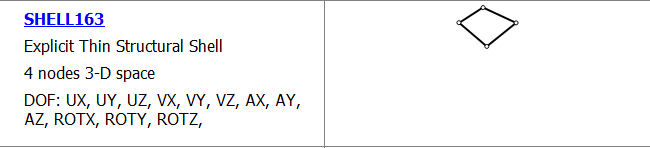 SHELL163
Explicit Thin Structural Shell
4 nodes 3-D space
DOF: UX, UY, UZ, VX, VY, VZ, AX, AY,
AZ, ROTX, ROTY, ROTZ,